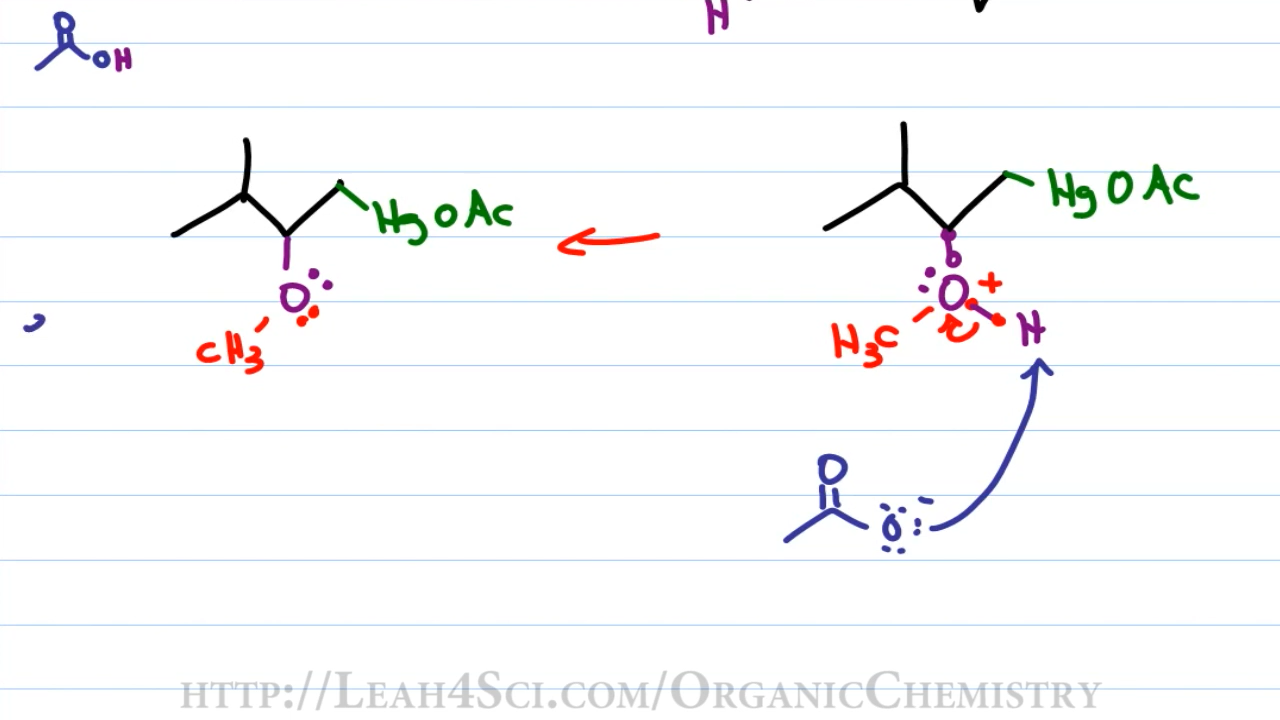 H
O
OH
HgOAc
HgOAc
O
CH3
O +
H3C
H
O
O -
HTTP://LEAH4SCI.COM/ORGANICCHEMISTRY